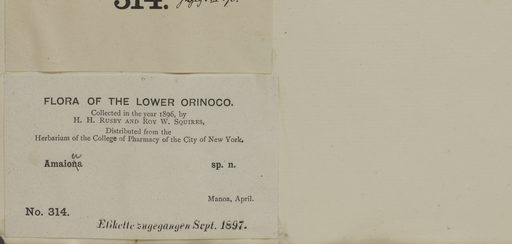 314.
FLORA OF THE LOWER ORINOCO.
Collected in the year 1896, by
H. H. RUSBY AND ROY W. SQUIRES,
Distributed from the
Herbarium of the College of Pharmacy of the City of New York.
Amaiona sp. n.
Manoa, April.
No. 314.
Etikette zugegangen Sept. 1897.